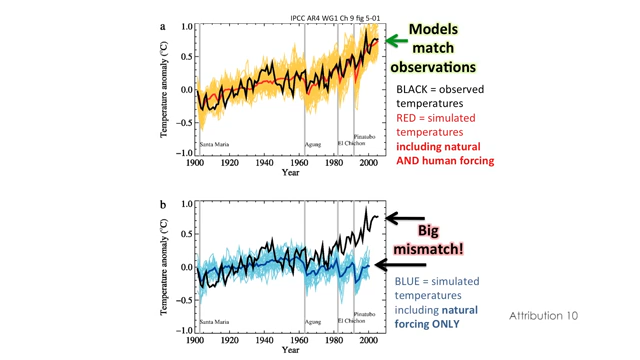 IPCC AR4 WG1 Ch 9 fig 5-01
a
Temperature anomaly (°C)
1.0
0.5
0.0
−0.5
−1.0
Santa Maria
Agung
El Chichon
Pinatubo
1900
1920
1940
1960
1980
2000
Year
Models
match
observations
BLACK = observed
temperatures
RED = simulated
temperatures
including natural
AND human forcing
b
Temperature anomaly (°C)
1.0
0.5
0.0
−0.5
−1.0
Santa Maria
Agung
El Chichon
Pinatubo
1900
1920
1940
1960
1980
2000
Year
Big
mismatch!
BLUE = simulated
temperatures
including natural
forcing ONLY
Attribution 10